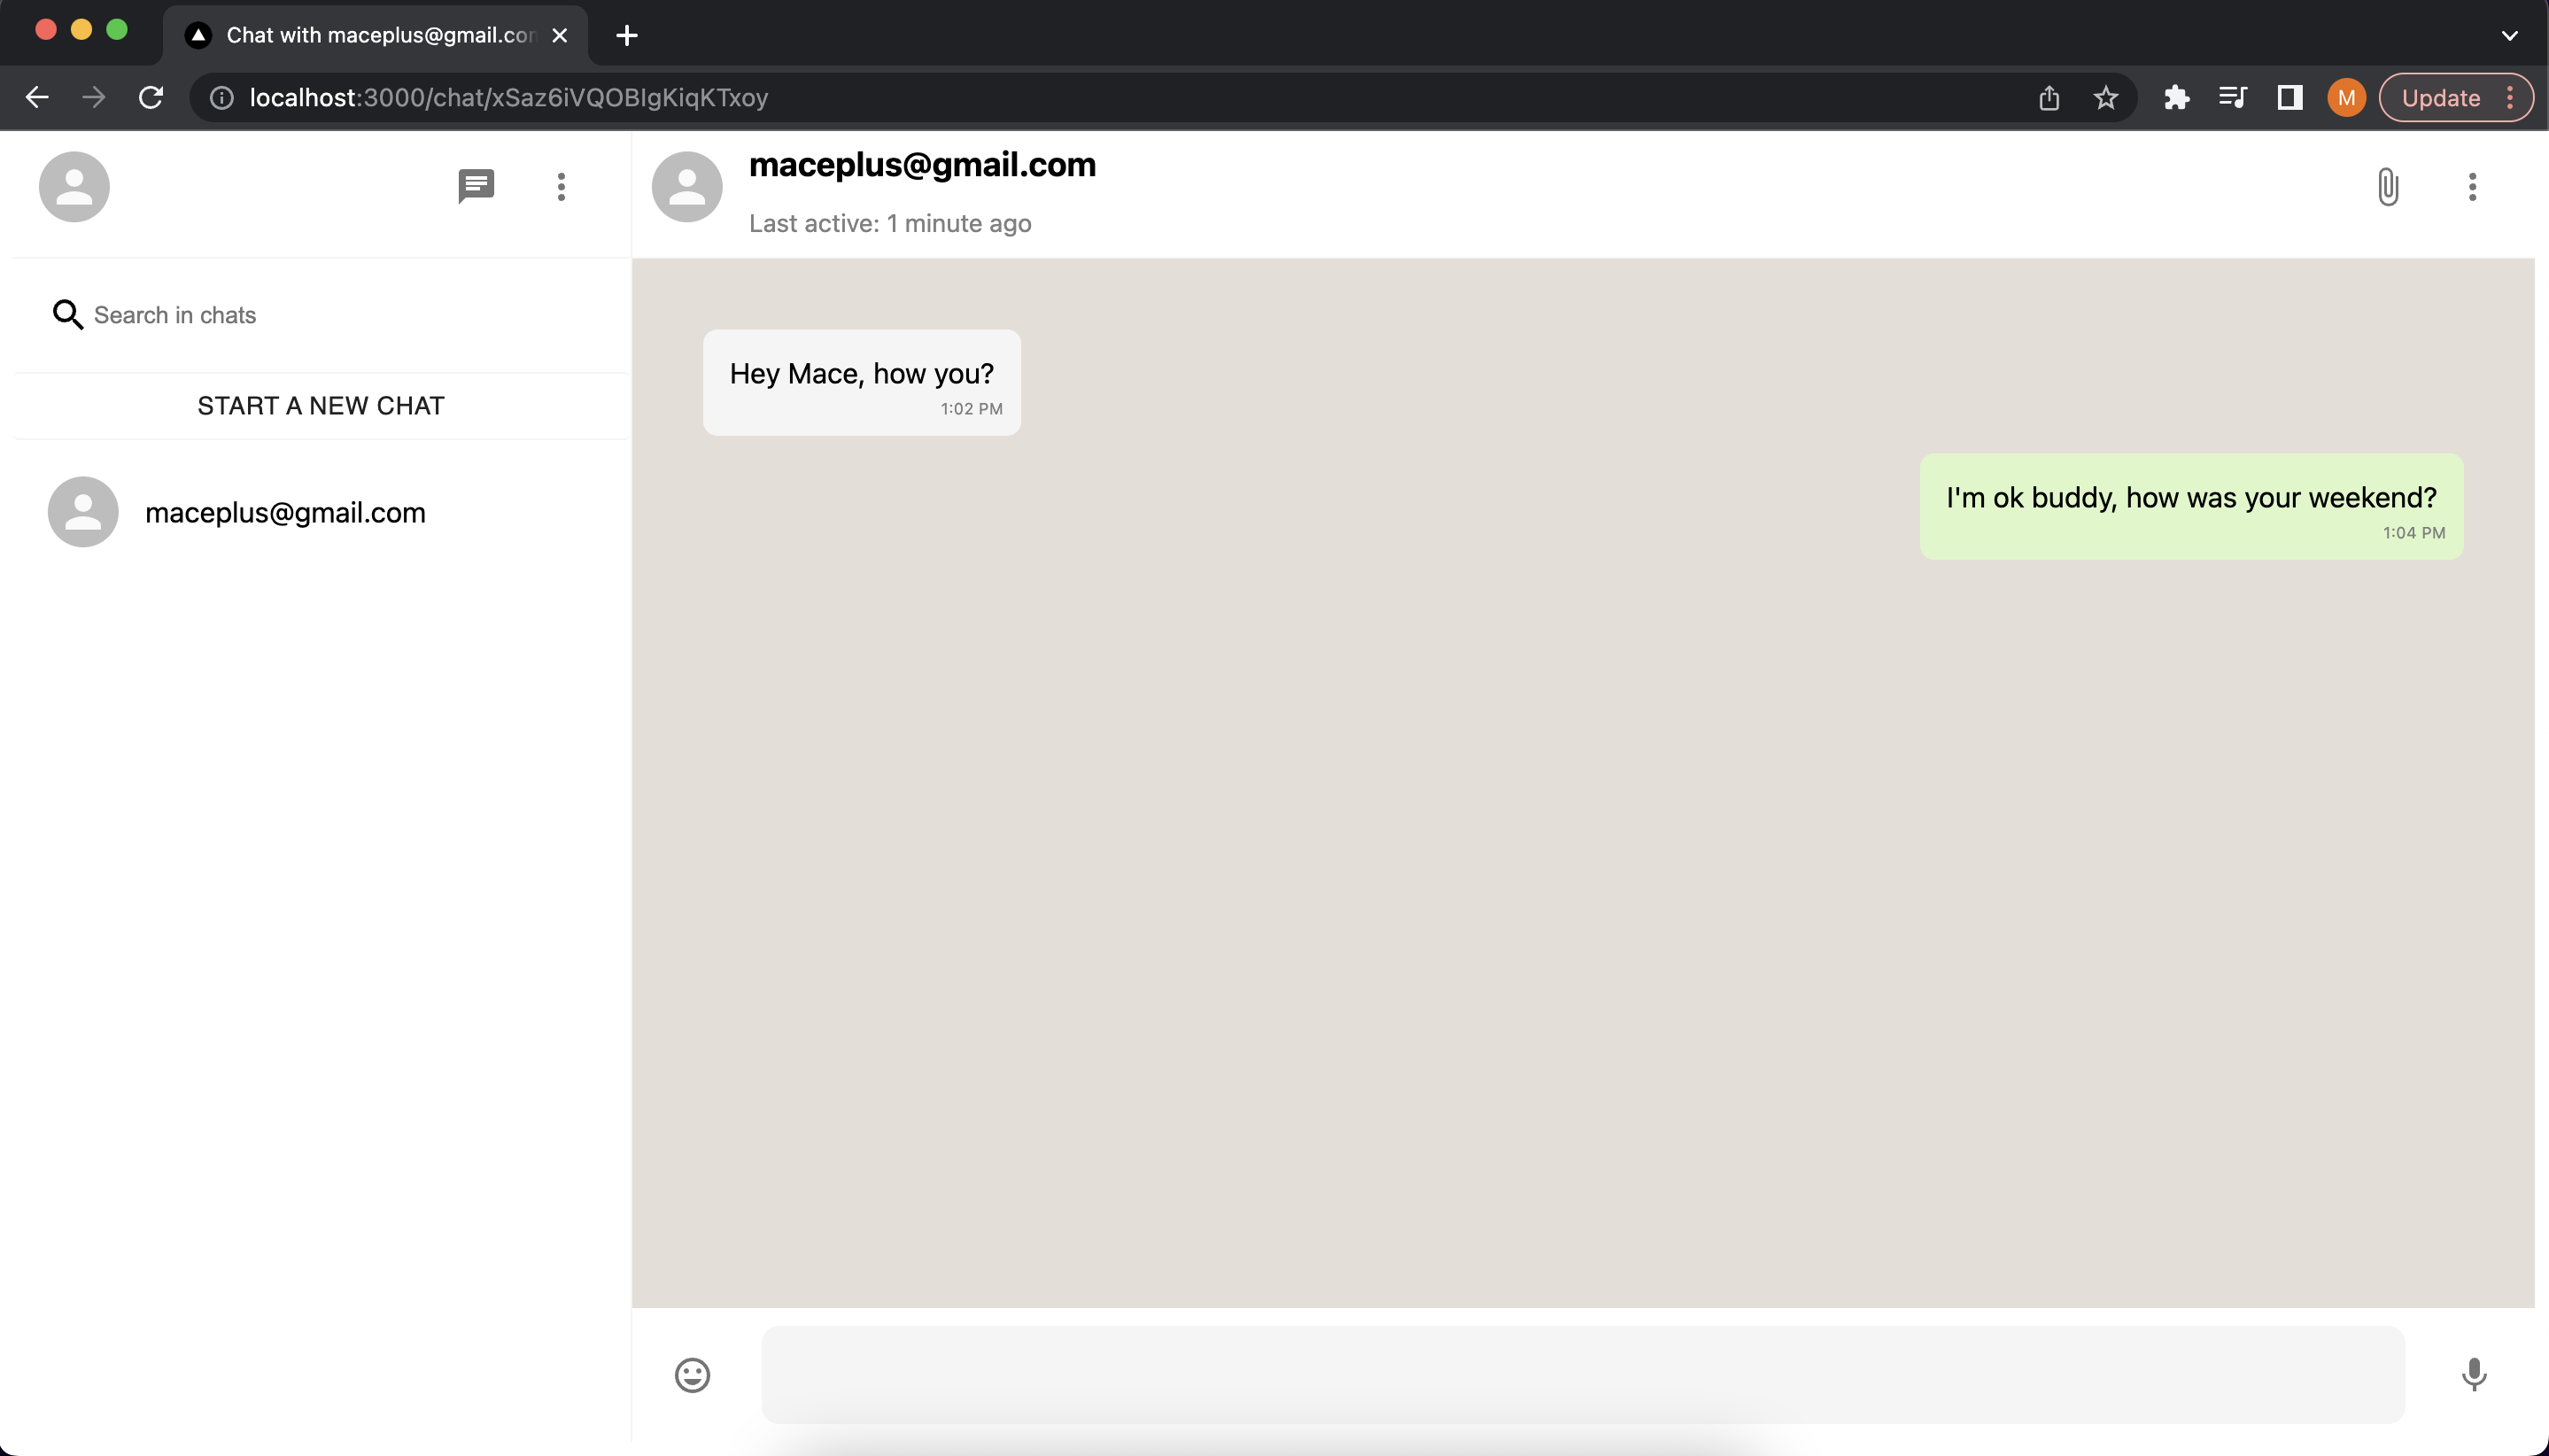 Chat with maceplus@gmail.com
localhost:3000/chat/xSaz6iVQOBIgKiqKTxoy
M
Update
maceplus@gmail.com
Last active: 1 minute ago
Search in chats
START A NEW CHAT
maceplus@gmail.com
Hey Mace, how you?
1:02 PM
I'm ok buddy, how was your weekend?
1:04 PM